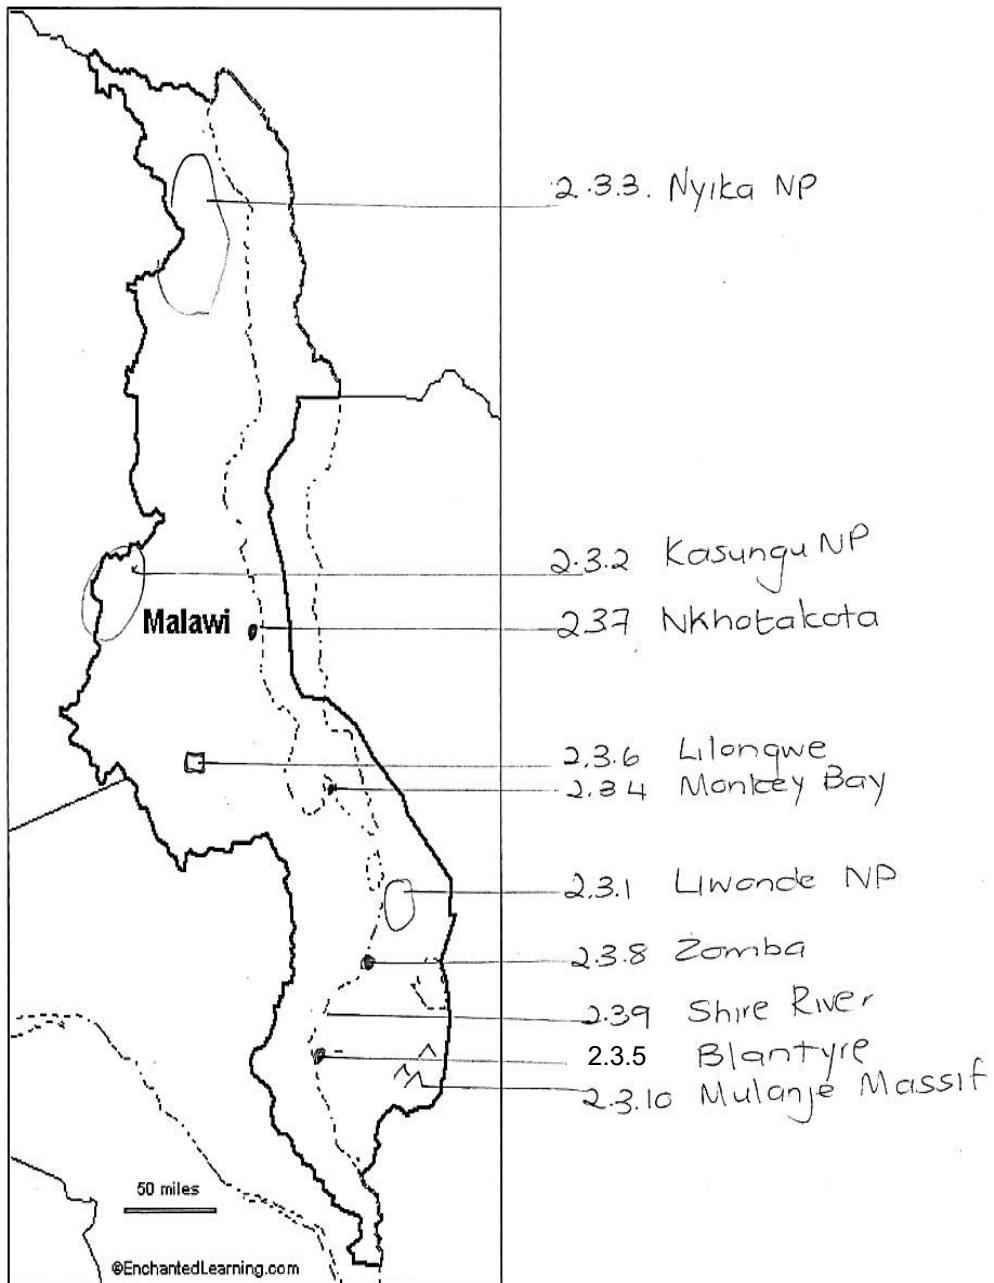 2.3.3. Nyika NP
2.3.2 Kasungu NP
Malawi
2.37 Nkhotakota
2.3.6 Lilongwe
2.34 Monkey Bay
2.3.1 Liwonde NP
2.3.8 Zomba
2.39 Shire River
2.3.5 Blantyre
2.3.10 Mulanje Massif
50 miles
©EnchantedLearning.com